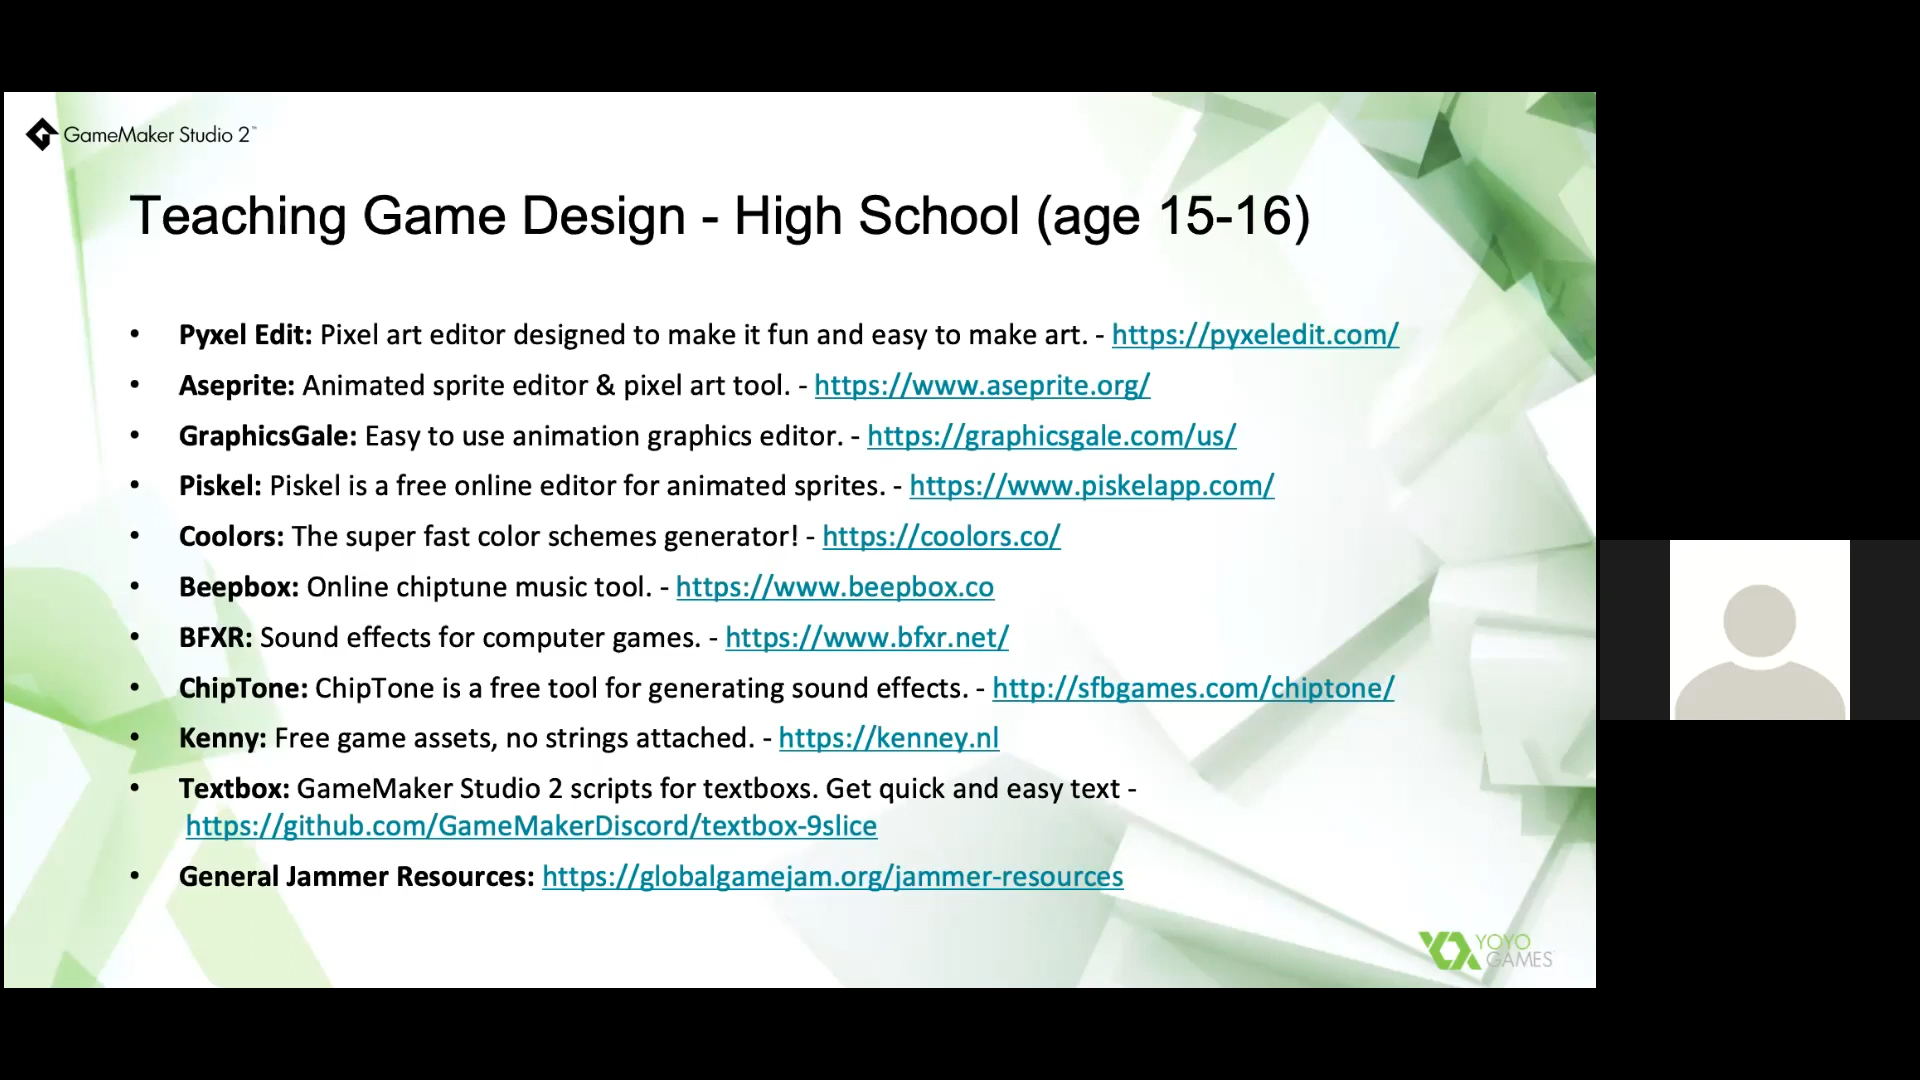 GameMaker Studio 2™
Teaching Game Design - High School (age 15-16)
• Pyxel Edit: Pixel art editor designed to make it fun and easy to make art. - https://pyxeledit.com/
• Aseprite: Animated sprite editor & pixel art tool. - https://www.aseprite.org/
• GraphicsGale: Easy to use animation graphics editor. - https://graphicsgale.com/us/
• Piskel: Piskel is a free online editor for animated sprites. - https://www.piskelapp.com/
• Coolors: The super fast color schemes generator! - https://coolors.co/
• Beepbox: Online chiptune music tool. - https://www.beepbox.co
• BFXR: Sound effects for computer games. - https://www.bfxr.net/
• ChipTone: ChipTone is a free tool for generating sound effects. - http://sfbgames.com/chiptone/
• Kenny: Free game assets, no strings attached. - https://kenney.nl
• Textbox: GameMaker Studio 2 scripts for textboxs. Get quick and easy text -
https://github.com/GameMakerDiscord/textbox-9slice
• General Jammer Resources: https://globalgamejam.org/jammer-resources
YOYO
GAMES